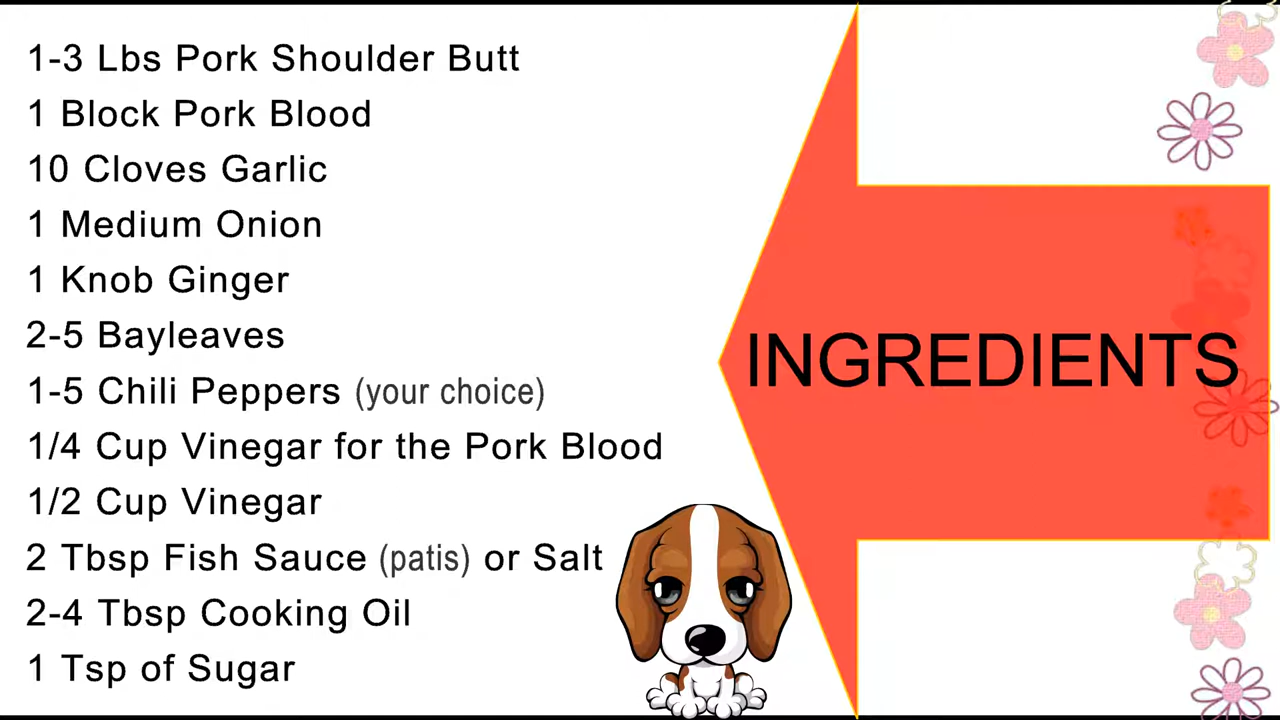 1-3 Lbs Pork Shoulder Butt
1 Block Pork Blood
10 Cloves Garlic
1 Medium Onion
1 Knob Ginger
2-5 Bayleaves
1-5 Chili Peppers (your choice)
1/4 Cup Vinegar for the Pork Blood
1/2 Cup Vinegar
2 Tbsp Fish Sauce (patis) or Salt
2-4 Tbsp Cooking Oil
1 Tsp of Sugar
INGREDIENTS